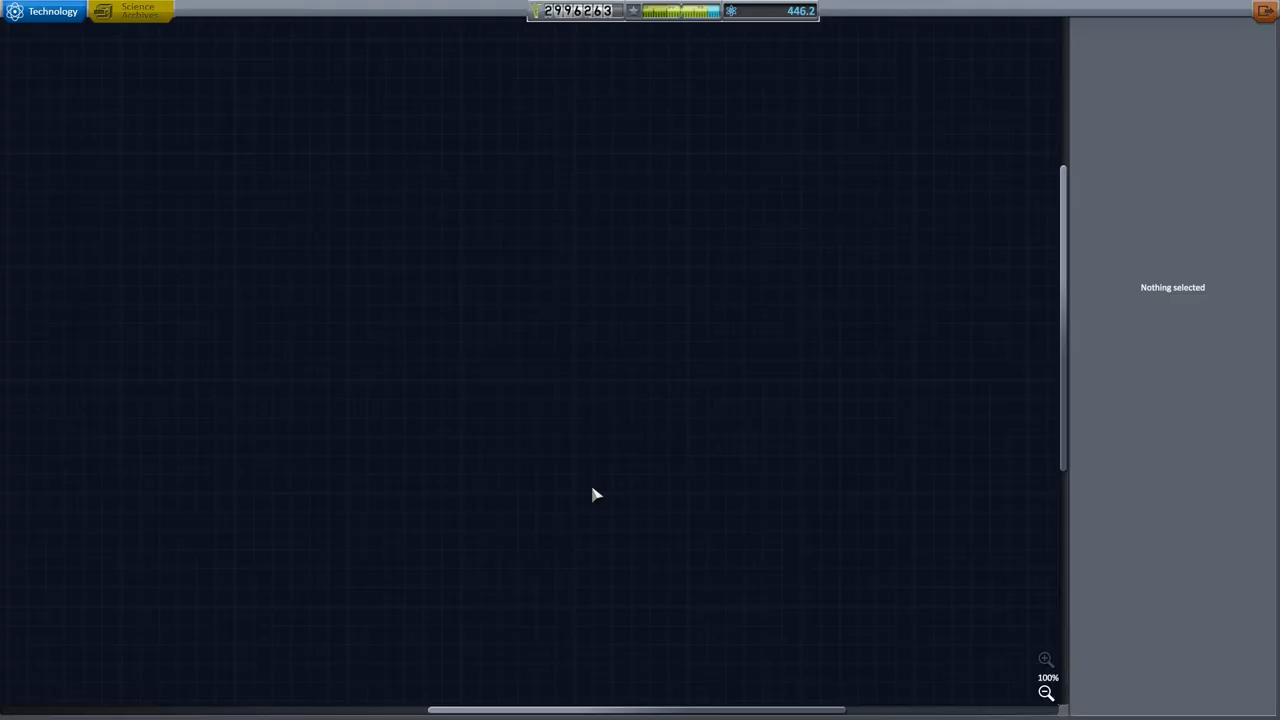 Technology
Science
Archives
2996263
446.2
Nothing selected
100%